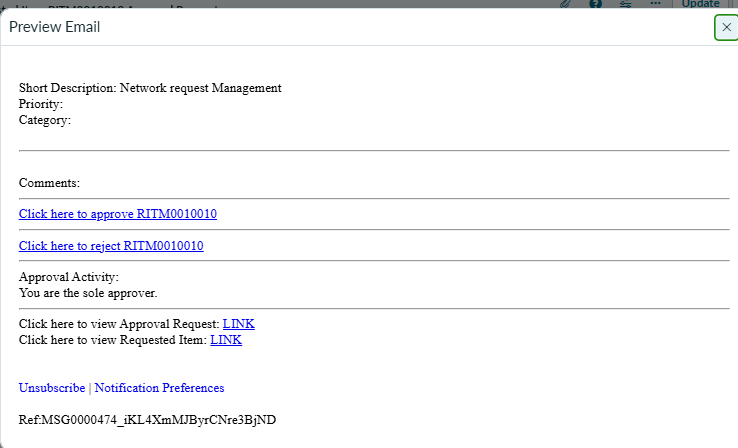 Update
Preview Email
Short Description: Network request Management
Priority:
Category:
Comments:
Click here to approve RITM0010010
Click here to reject RITM0010010
Approval Activity:
You are the sole approver.
Click here to view Approval Request: LINK
Click here to view Requested Item: LINK
Unsubscribe | Notification Preferences
Ref:MSG0000474_iKL4XmMJByrCNre3BjND